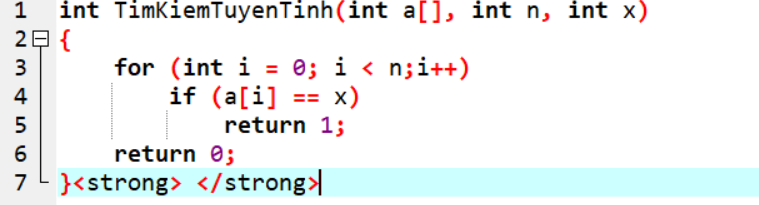 1 int TimKiemTuyenTinh(int a[], int n, int x)
2 {
3 for (int i = 0; i < n;i++)
4 if (a[i] == x)
5 return 1;
6 return 0;
7 }<strong> </strong>